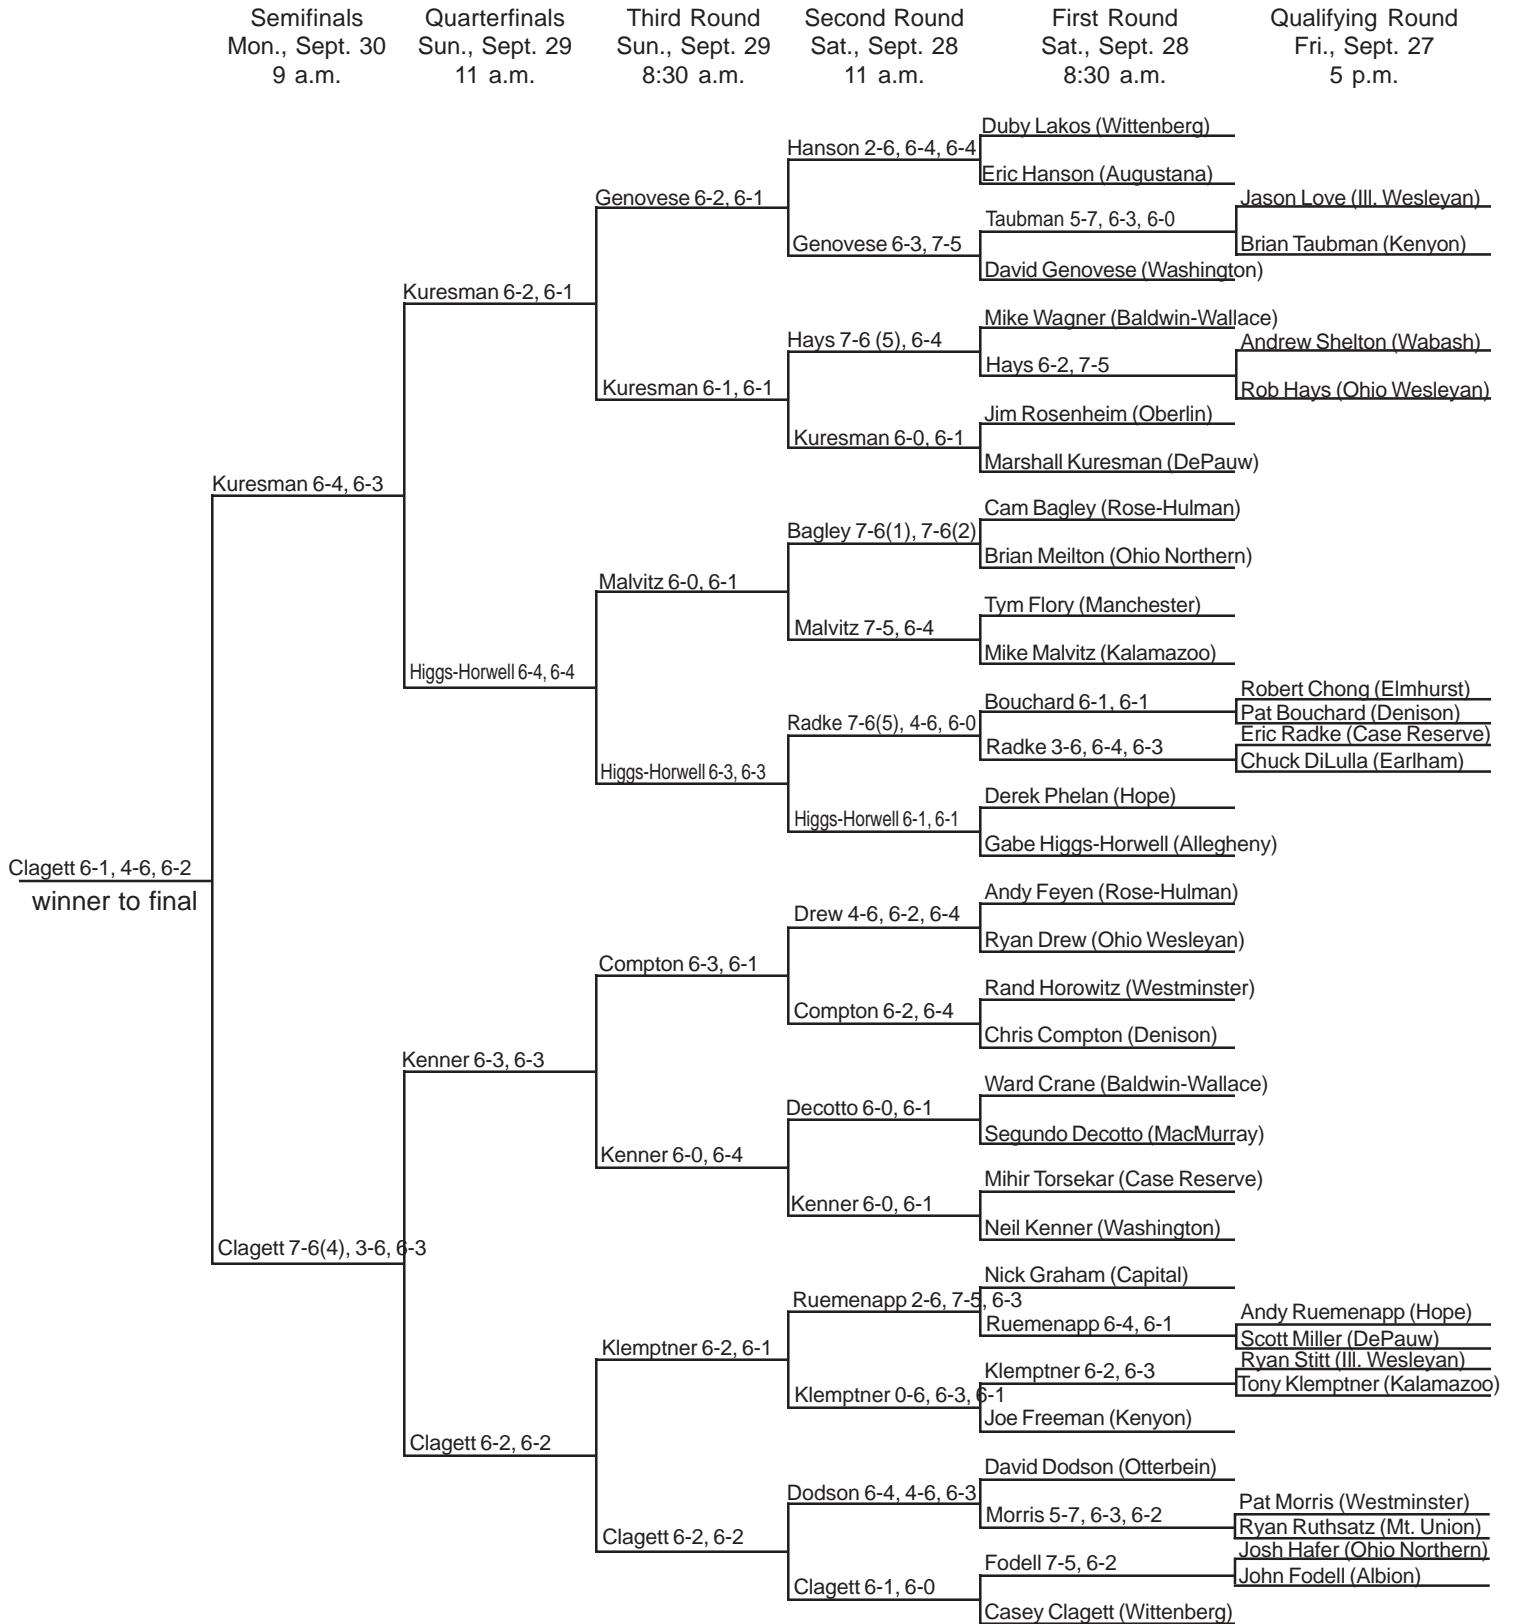 Semifinals
Mon., Sept. 30
9 a.m.
Quarterfinals
Sun., Sept. 29
11 a.m.
Third Round
Sun., Sept. 29
8:30 a.m.
Second Round
Sat., Sept. 28
11 a.m.
First Round
Sat., Sept. 28
8:30 a.m.
Qualifying Round
Fri., Sept. 27
5 p.m.
Clagett 6-1, 4-6, 6-2
winner to final
Kuresman 6-4, 6-3
Clagett 7-6(4), 3-6, 6-3
Kuresman 6-2, 6-1
Higgs-Horwell 6-4, 6-4
Kenner 6-3, 6-3
Clagett 6-2, 6-2
Genovese 6-2, 6-1
Kuresman 6-1, 6-1
Malvitz 6-0, 6-1
Higgs-Horwell 6-3, 6-3
Compton 6-3, 6-1
Kenner 6-0, 6-4
Klemptner 6-2, 6-1
Clagett 6-2, 6-2
Hanson 2-6, 6-4, 6-4
Genovese 6-3, 7-5
Hays 7-6 (5), 6-4
Kuresman 6-0, 6-1
Bagley 7-6(1), 7-6(2)
Malvitz 7-5, 6-4
Radke 7-6(5), 4-6, 6-0
Higgs-Horwell 6-1, 6-1
Drew 4-6, 6-2, 6-4
Compton 6-2, 6-4
Decotto 6-0, 6-1
Kenner 6-0, 6-1
Ruemenapp 2-6, 7-5, 6-3
Klemptner 0-6, 6-3, 6-1
Dodson 6-4, 4-6, 6-3
Clagett 6-1, 6-0
Duby Lakos (Wittenberg)
Eric Hanson (Augustana)
Taubman 5-7, 6-3, 6-0
David Genovese (Washington)
Mike Wagner (Baldwin-Wallace)
Hays 6-2, 7-5
Jim Rosenheim (Oberlin)
Marshall Kuresman (DePauw)
Cam Bagley (Rose-Hulman)
Brian Meilton (Ohio Northern)
Tym Flory (Manchester)
Mike Malvitz (Kalamazoo)
Bouchard 6-1, 6-1
Radke 3-6, 6-4, 6-3
Derek Phelan (Hope)
Gabe Higgs-Horwell (Allegheny)
Andy Feyen (Rose-Hulman)
Ryan Drew (Ohio Wesleyan)
Rand Horowitz (Westminster)
Chris Compton (Denison)
Ward Crane (Baldwin-Wallace)
Segundo Decotto (MacMurray)
Mihir Torsekar (Case Reserve)
Neil Kenner (Washington)
Nick Graham (Capital)
Ruemenapp 6-4, 6-1
Klemptner 6-2, 6-3
Joe Freeman (Kenyon)
David Dodson (Otterbein)
Morris 5-7, 6-3, 6-2
Fodell 7-5, 6-2
Casey Clagett (Wittenberg)
Jason Love (Ill. Wesleyan)
Brian Taubman (Kenyon)
Andrew Shelton (Wabash)
Rob Hays (Ohio Wesleyan)
Robert Chong (Elmhurst)
Pat Bouchard (Denison)
Eric Radke (Case Reserve)
Chuck DiLulla (Earlham)
Andy Ruemenapp (Hope)
Scott Miller (DePauw)
Ryan Stitt (Ill. Wesleyan)
Tony Klemptner (Kalamazoo)
Pat Morris (Westminster)
Ryan Ruthsatz (Mt. Union)
Josh Hafer (Ohio Northern)
John Fodell (Albion)